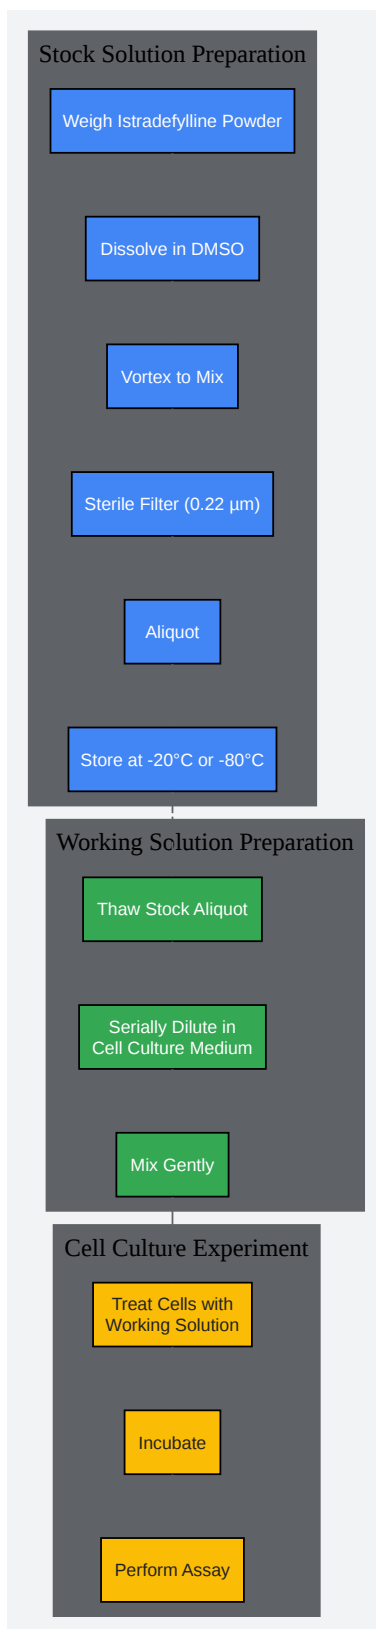 Stock Solution Preparation
Weigh Istradefylline Powder
Dissolve in DMSO
Vortex to Mix
Sterile Filter (0.22 µm)
Aliquot
Store at -20°C or -80°C
Working Solution Preparation
Thaw Stock Aliquot
Serially Dilute in
Cell Culture Medium
Mix Gently
Cell Culture Experiment
Treat Cells with
Working Solution
Incubate
Perform Assay